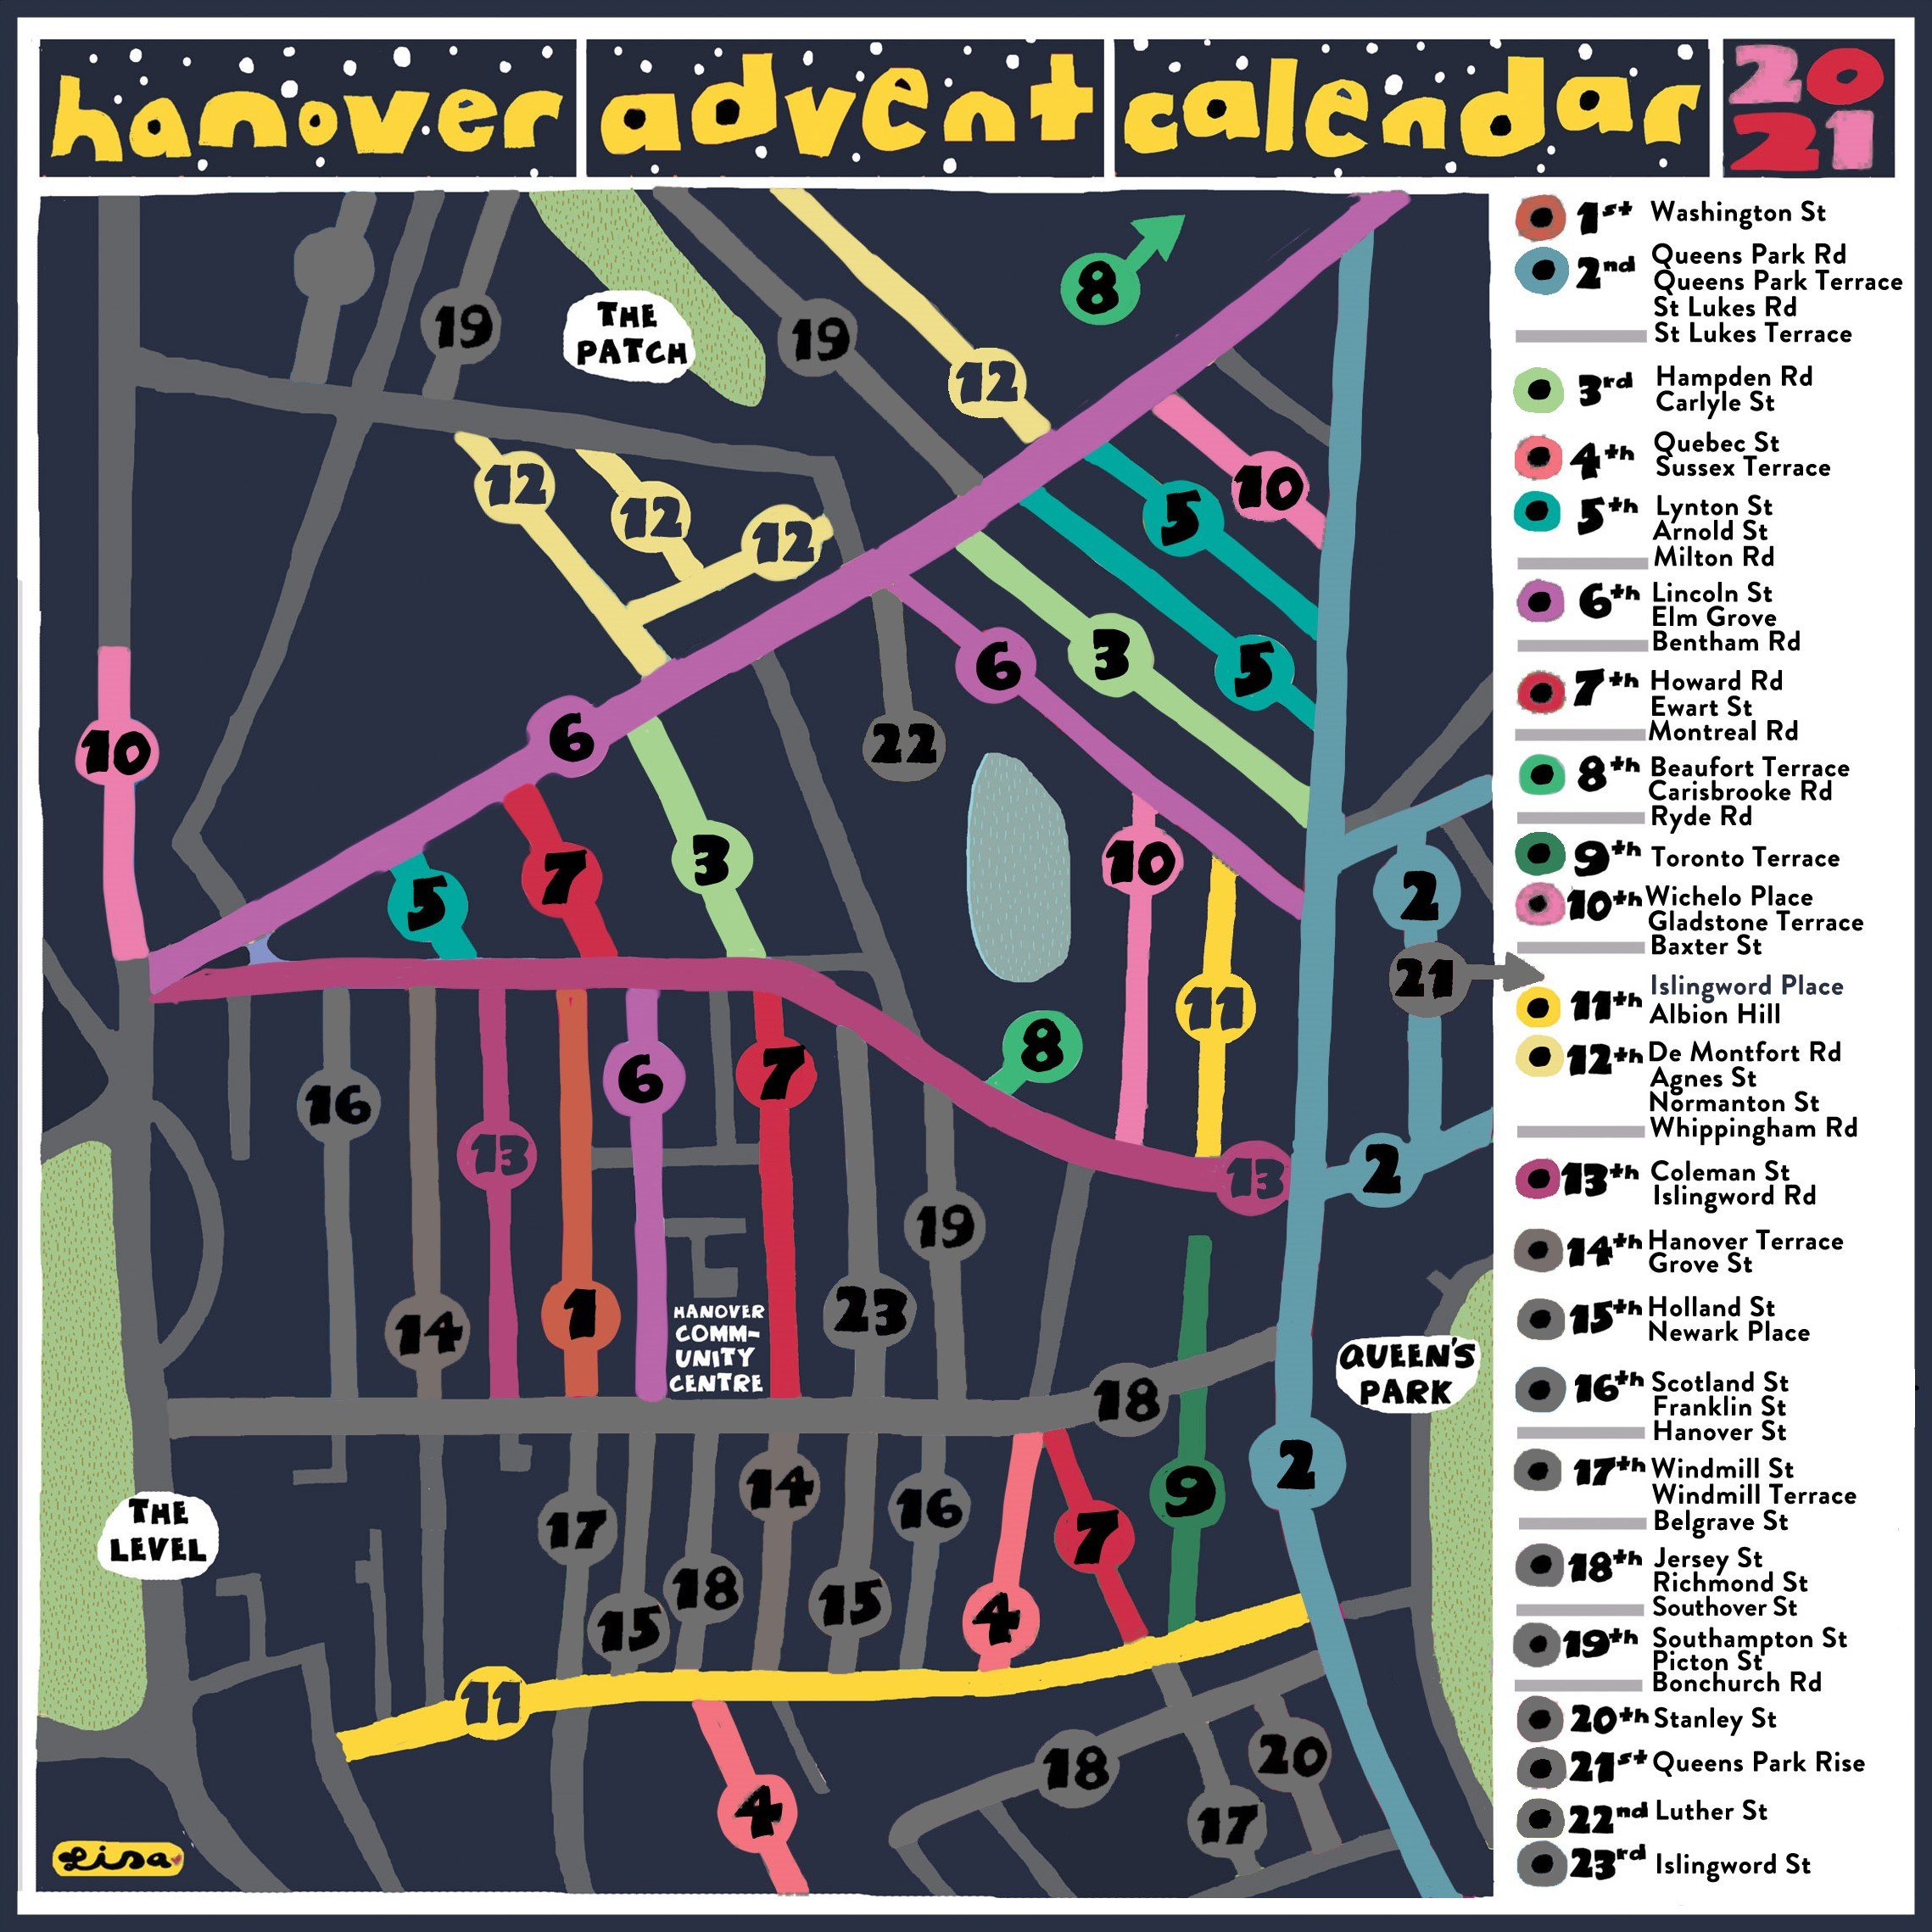 hanover advent calendar 2021
1st Washington St
2nd Queens Park Rd
Queens Park Terrace
St Lukes Rd
St Lukes Terrace
3rd Hampden Rd
Carlyle St
4th Quebec St
Sussex Terrace
5th Lynton St
Arnold St
Milton Rd
6th Lincoln St
Elm Grove
Bentham Rd
7th Howard Rd
Ewart St
Montreal Rd
8th Beaufort Terrace
Carisbrooke Rd
Ryde Rd
9th Toronto Terrace
10th Wichelo Place
Gladstone Terrace
Baxter St
Islingword Place
11th Albion Hill
12th De Montfort Rd
Agnes St
Normanton St
Whippingham Rd
13th Coleman St
Islingword Rd
14th Hanover Terrace
Grove St
15th Holland St
Newark Place
16th Scotland St
Franklin St
Hanover St
17th Windmill St
Windmill Terrace
Belgrave St
18th Jersey St
Richmond St
Southover St
19th Southampton St
Picton St
Bonchurch Rd
20th Stanley St
21st Queens Park Rise
22nd Luther St
23rd Islingword St
8
19
THE
PATCH
19
12
12
12
12
5
10
6
3
5
10
6
22
5
7
3
10
2
21
11
16
6
7
8
13
13
2
19
14
1
23
HANOVER
COMM-
UNITY
CENTRE
18
QUEEN'S
PARK
THE
LEVEL
17
14
16
9
2
15
18
15
4
7
11
4
18
20
17
Lisa